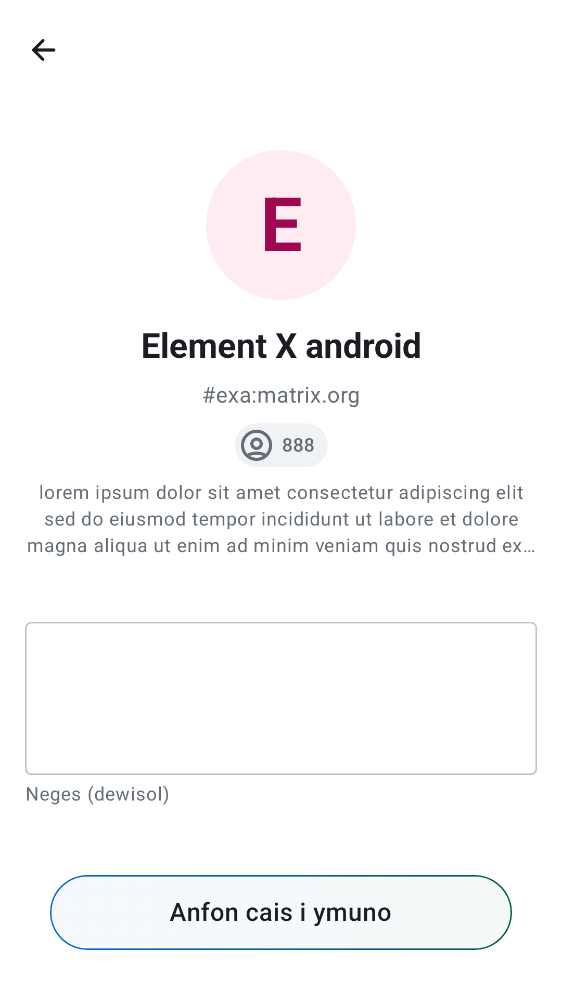 E
Element X android
#exa:matrix.org
888
lorem ipsum dolor sit amet consectetur adipiscing elit
sed do eiusmod tempor incididunt ut labore et dolore
magna aliqua ut enim ad minim veniam quis nostrud ex…
Neges (dewisol)
Anfon cais i ymuno